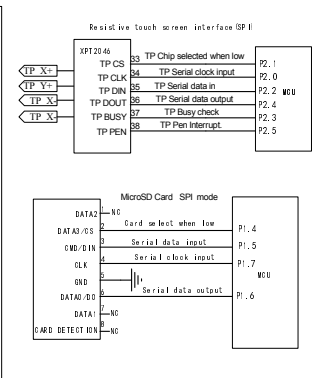 Resistive touch screen interface(SPI)
XPT2046
TP X+
TP Y+
TP X-
TP X-
TP CS
TP CLK
TP DIN
TP DOUT
TP BUSY
TP PEN
33 TP Chip selected when low
34 TP Serial clock input
35 TP Serial data in
36 TP Serial data output
37 TP Busy check
38 TP Pen Interrupt.
P2.1
P2.0
P2.2 MCU
P2.4
P2.3
P2.5
MicroSD Card SPI mode
DATA2 1 NC
DATA3/CS 2 Card select when low P1.4
CMD/DIN 3 Serial data input P1.5
CLK 4 Serial clock input P1.7
GND 5 MCU
DATA0/DO 6 Serial data output P1.6
DATA1 7 NC
CARD DETECTION 8 NC